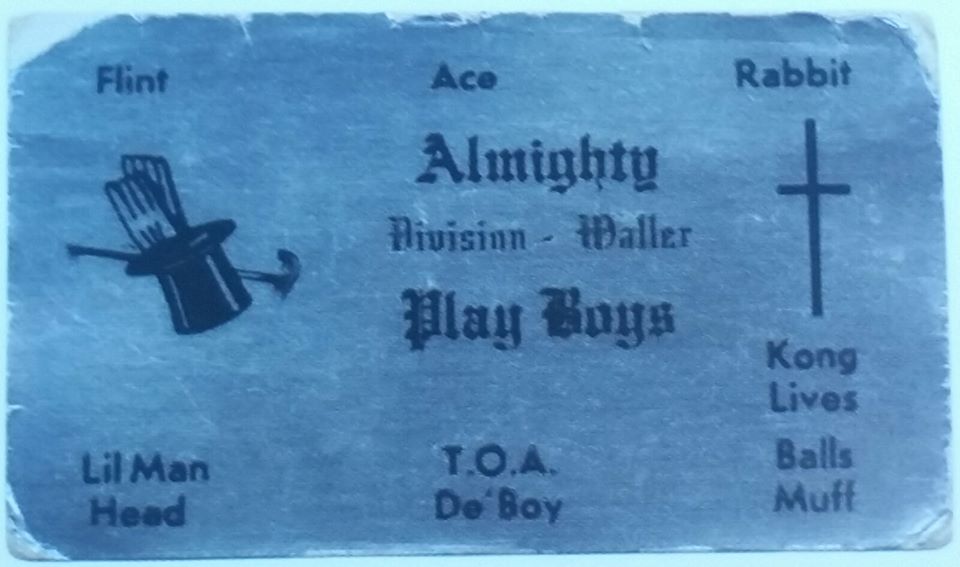 Flint
Ace
Rabbit
Almighty
Division - Waller
Play Boys
Kong
Lives
Lil Man
Head
T.O.A.
De'Boy
Balls
Muff